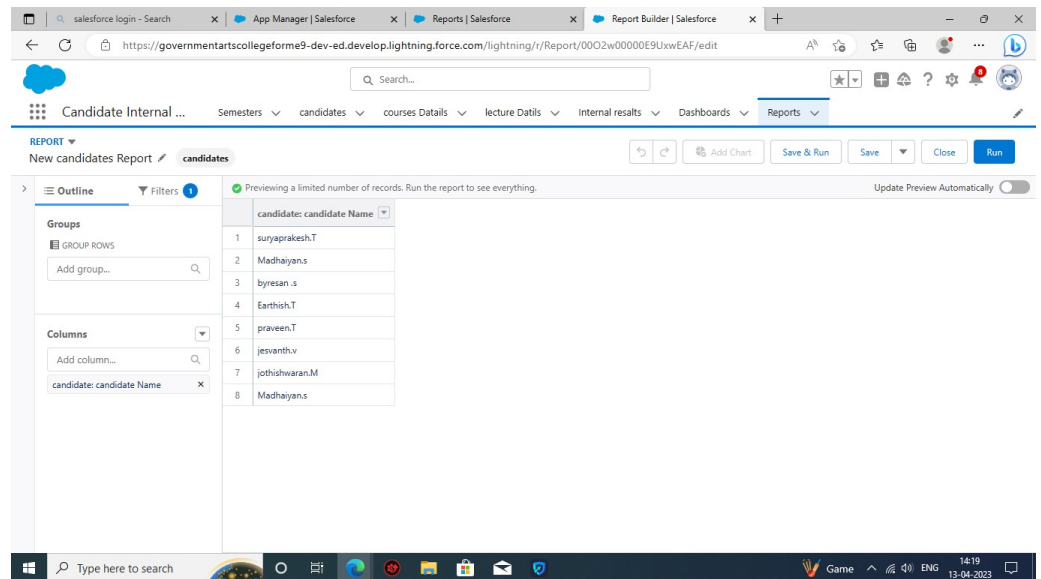 salesforce login - Search App Manager | Salesforce Reports | Salesforce Report Builder | Salesforce
https://governmentartscollegeforme9-dev-ed.develop.lightning.force.com/lightning/r/Report/00O2w00000E9UxwEAF/edit
Search...
8
Candidate Internal ... Semesters candidates courses Datails lecture Datils Internal resalts Dashboards Reports
REPORT
New candidates Report candidates Add Chart Save & Run Save Close Run
Outline Filters 1 Previewing a limited number of records. Run the report to see everything. Update Preview Automatically
Groups
GROUP ROWS
Add group...
Columns
Add column...
candidate: candidate Name
candidate: candidate Name
1 suryaprakesh.T
2 Madhaiyan.s
3 byresan .s
4 Earthish.T
5 praveen.T
6 jesvanth.v
7 jothishwaran.M
8 Madhaiyan.s
Type here to search Game ENG 14:19
13-04-2023